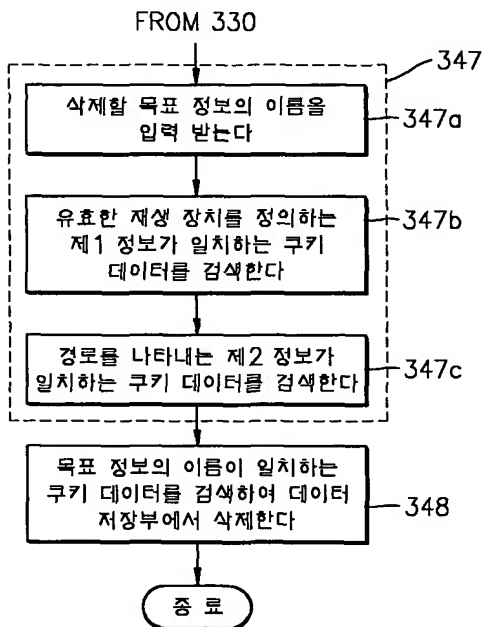 FROM 330
347
삭제할 목표 정보의 이름을
입력 받는다
347a
유효한 재생 장치를 정의하는
제1 정보가 일치하는 쿠키
데이터를 검색한다
347b
경로를 나타내는 제2 정보가
일치하는 쿠키 데이터를 검색한다
347c
목표 정보의 이름이 일치하는
쿠키 데이터를 검색하여 데이터
저장부에서 삭제한다
348
종 료